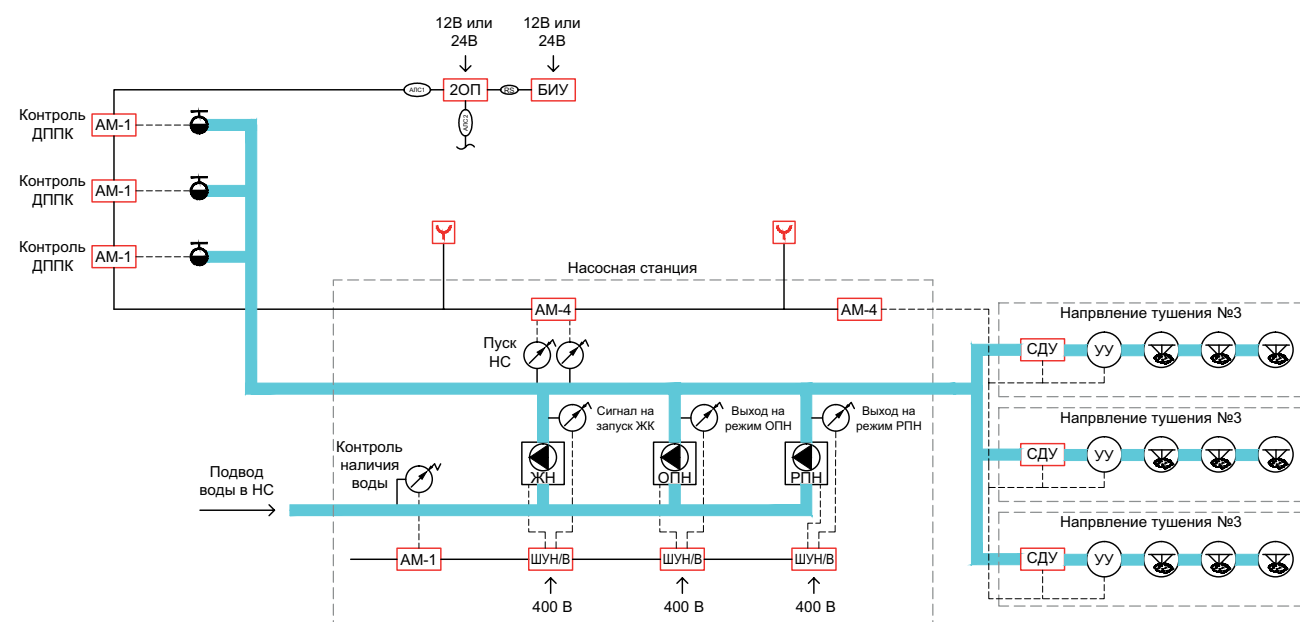 12В или
24В
12В или
24В
АЛС1
2ОП
RS
БИУ
АЛС2
Контроль
ДППК
АМ-1
Контроль
ДППК
АМ-1
Контроль
ДППК
АМ-1
Насосная станция
АМ-4
АМ-4
Пуск
НС
Сигнал на
запуск ЖК
Выход на
режим ОПН
Выход на
режим РПН
Контроль
наличия
воды
Подвод
воды в НС
ЖН
ОПН
РПН
АМ-1
ШУН/В
ШУН/В
ШУН/В
400 В
400 В
400 В
Напрвление тушения №3
СДУ
УУ
Напрвление тушения №3
СДУ
УУ
Напрвление тушения №3
СДУ
УУ